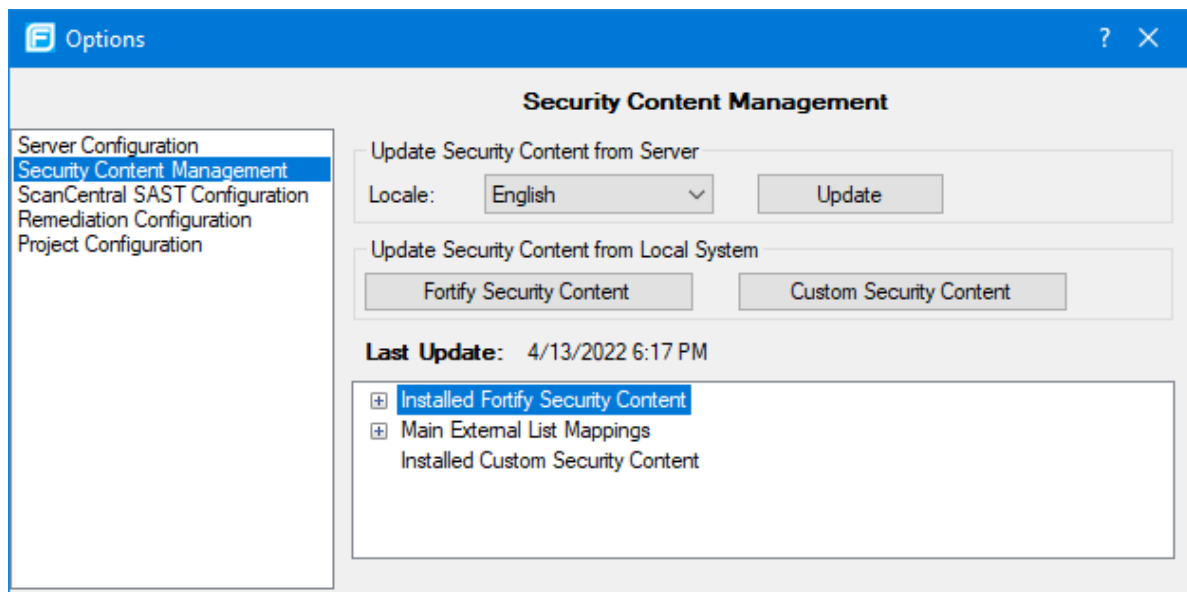 Options
Security Content Management
Server Configuration
Security Content Management
ScanCentral SAST Configuration
Remediation Configuration
Project Configuration
Update Security Content from Server
Locale: English Update
Update Security Content from Local System
Fortify Security Content Custom Security Content
Last Update: 4/13/2022 6:17 PM
Installed Fortify Security Content
Main External List Mappings
Installed Custom Security Content